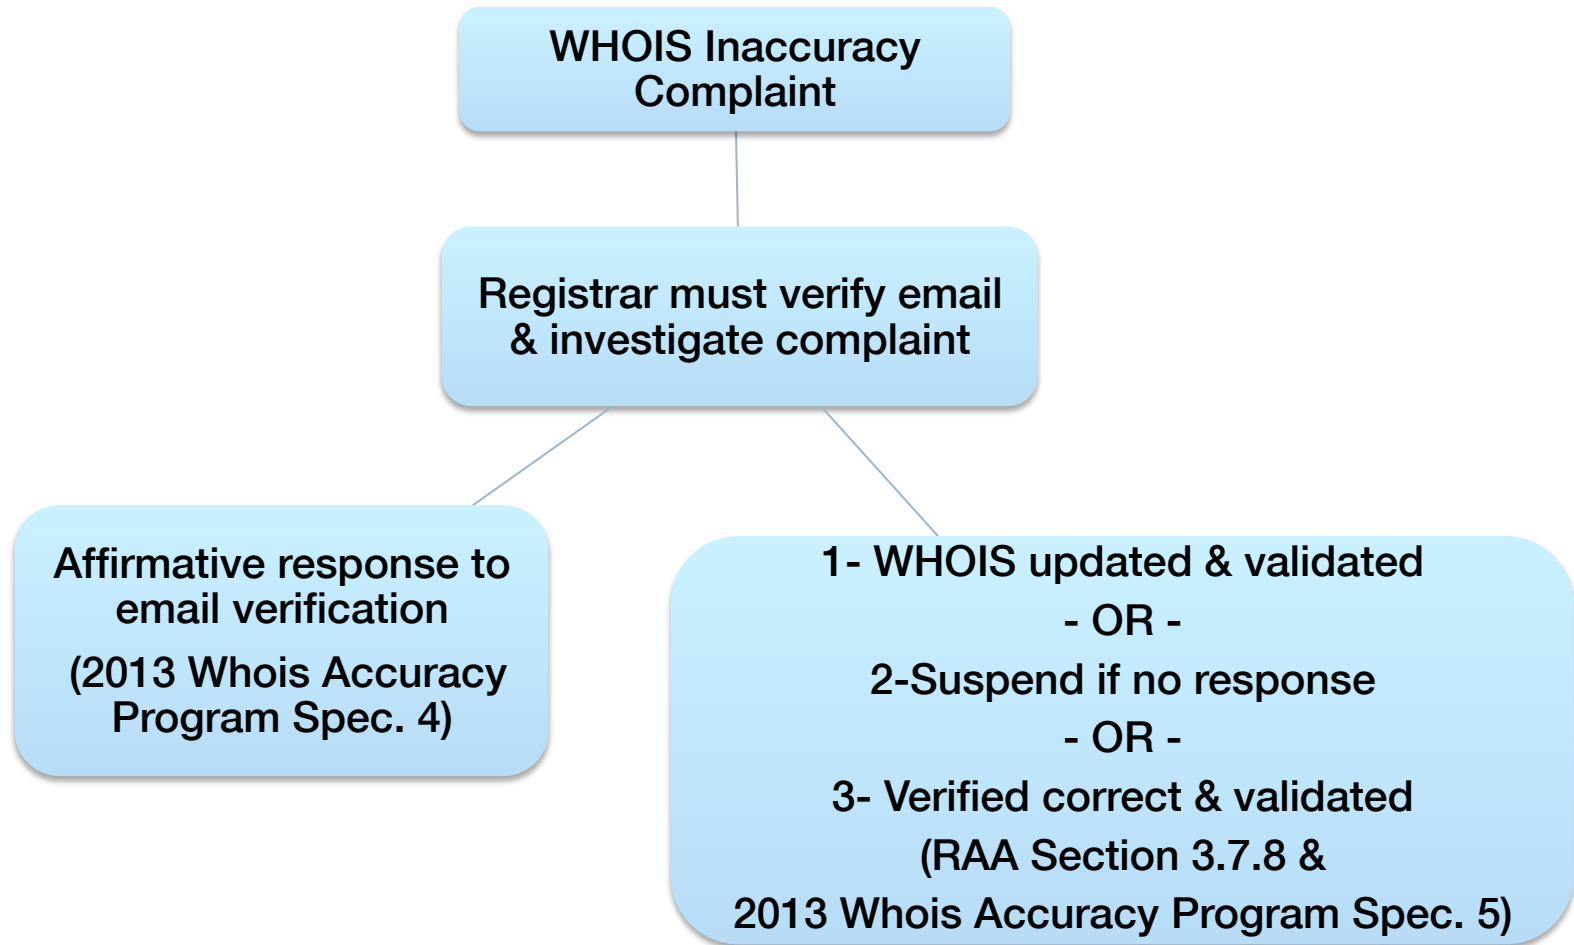 WHOIS Inaccuracy
Complaint
Registrar must verify email
& investigate complaint
Affirmative response to
email verification
(2013 Whois Accuracy
Program Spec. 4)
1- WHOIS updated & validated
- OR -
2-Suspend if no response
- OR -
3- Verified correct & validated
(RAA Section 3.7.8 &
2013 Whois Accuracy Program Spec. 5)